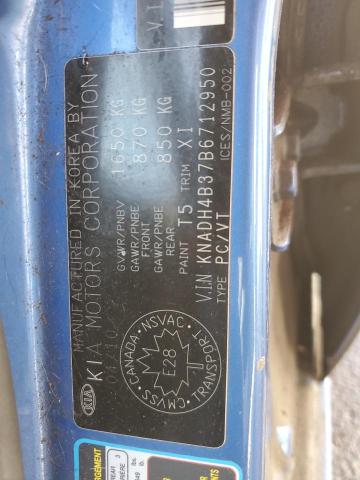 MANUFACTURED IN KOREA BY
KIA MOTORS CORPORATION
04/10
GVWR/PNBV 1650 KG
GAWR/PNBE FRONT 870 KG
GAWR/PNBE REAR 850 KG
PAINT T5 TRIM XI
V.I.N KNADH4B37B6712950
TYPE PC/VT ICES/NMB-002
CANADA NSVAC
E28
CMVSS TRANSPORT
KIA
V.I.